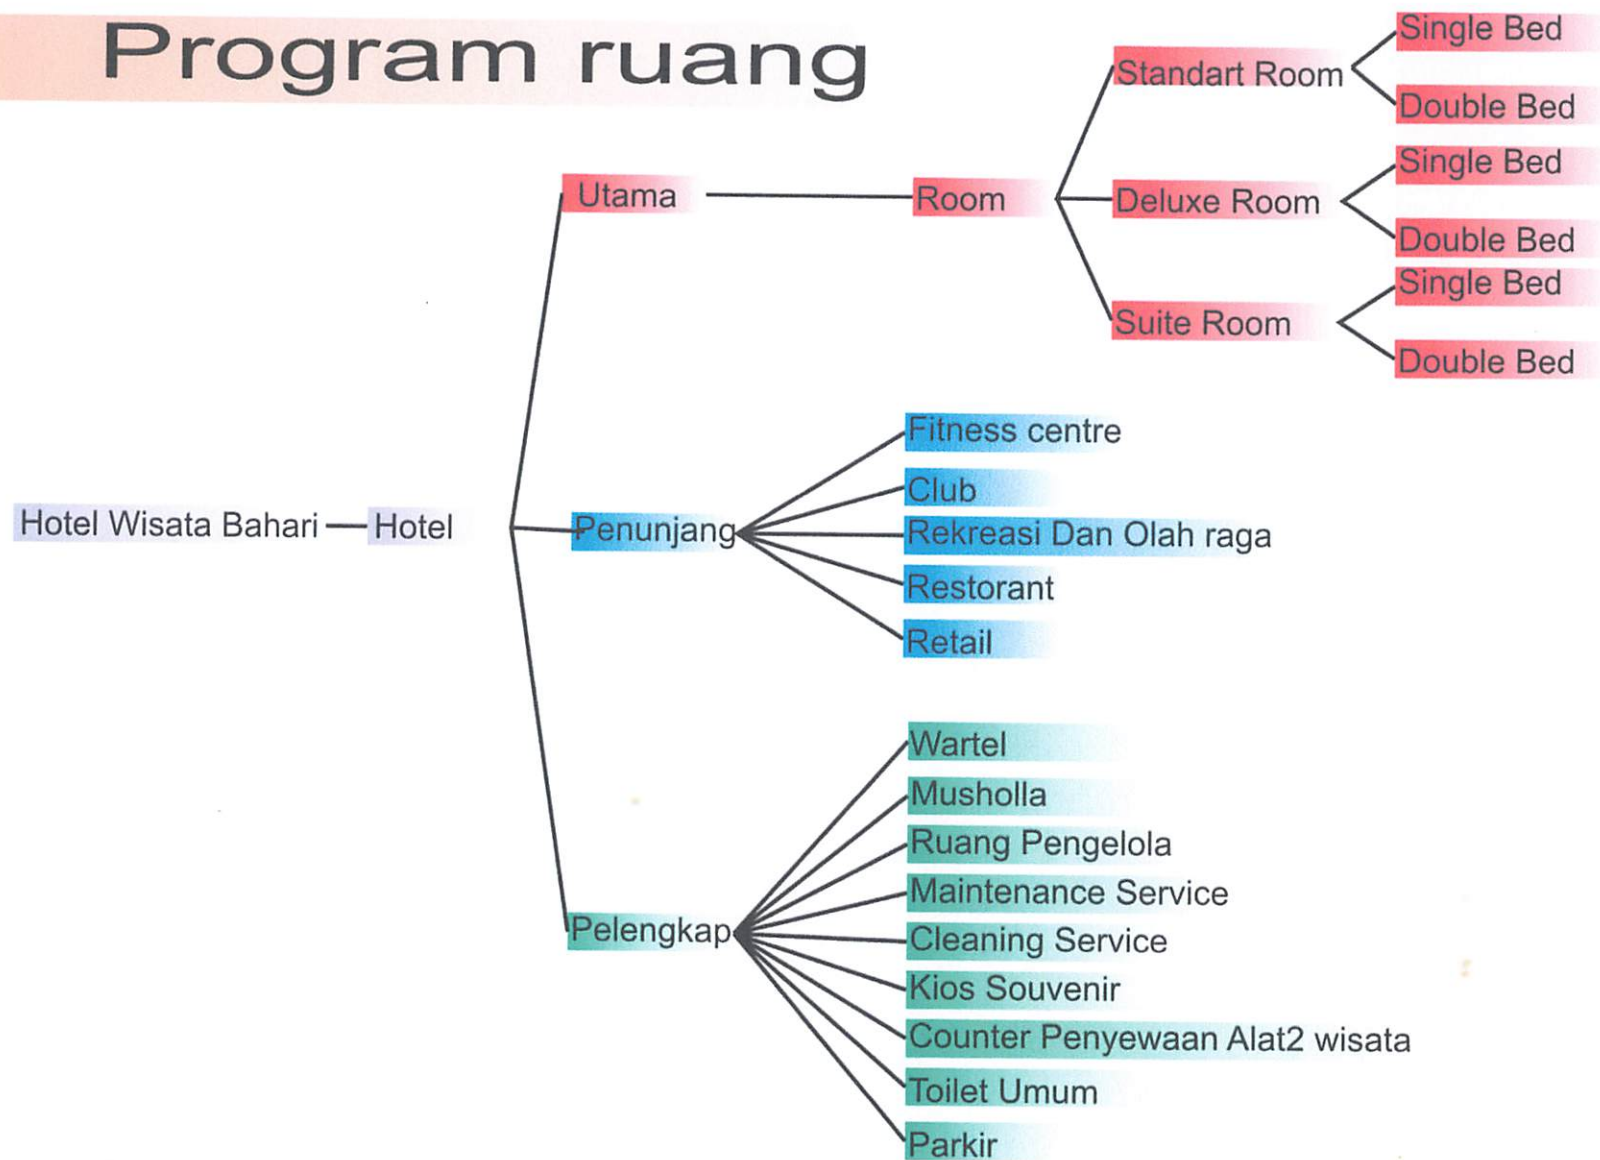 Program ruang
Standart Room
Single Bed
Double Bed
Utama
Room
Deluxe Room
Single Bed
Double Bed
Suite Room
Single Bed
Double Bed
Hotel Wisata Bahari
Hotel
Penunjang
Fitness centre
Club
Rekreasi Dan Olah raga
Restorant
Retail
Pelengkap
Wartel
Musholla
Ruang Pengelola
Maintenance Service
Cleaning Service
Kios Souvenir
Counter Penyewaan Alat2 wisata
Toilet Umum
Parkir